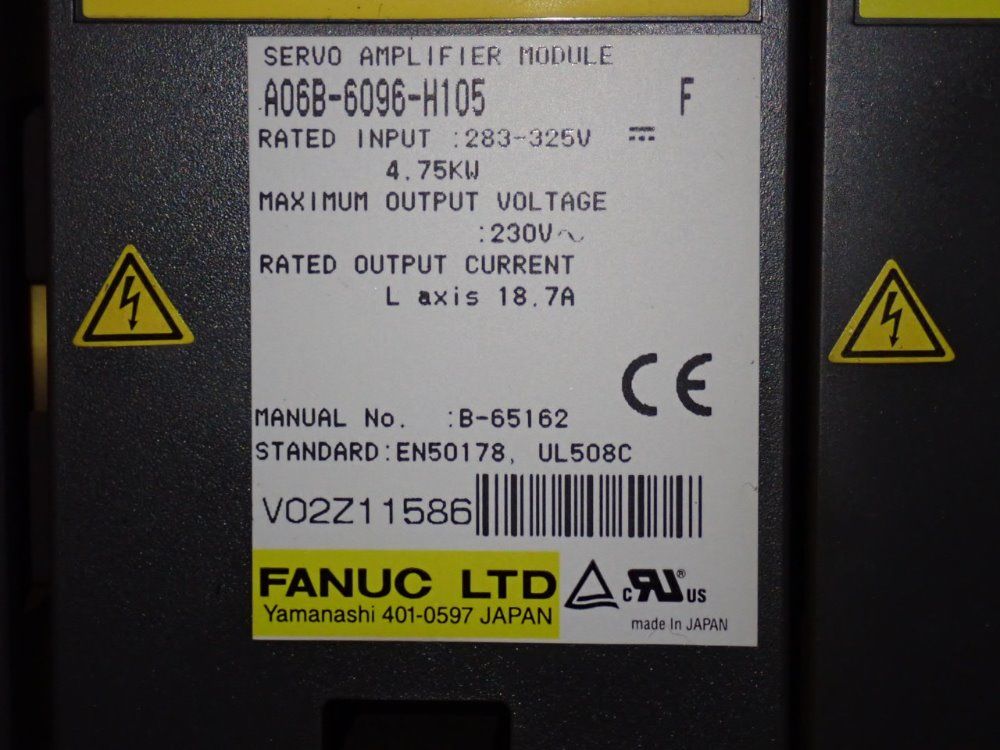 SERVO AMPLIFIER MODULE
A06B-6096-H105 F
RATED INPUT :283-325V ⎓
4.75KW
MAXIMUM OUTPUT VOLTAGE
:230V~
RATED OUTPUT CURRENT
L axis 18.7A
CE
MANUAL No. :B-65162
STANDARD:EN50178, UL508C
V02Z11586
FANUC LTD
Yamanashi 401-0597 JAPAN
c RU® US
made In JAPAN